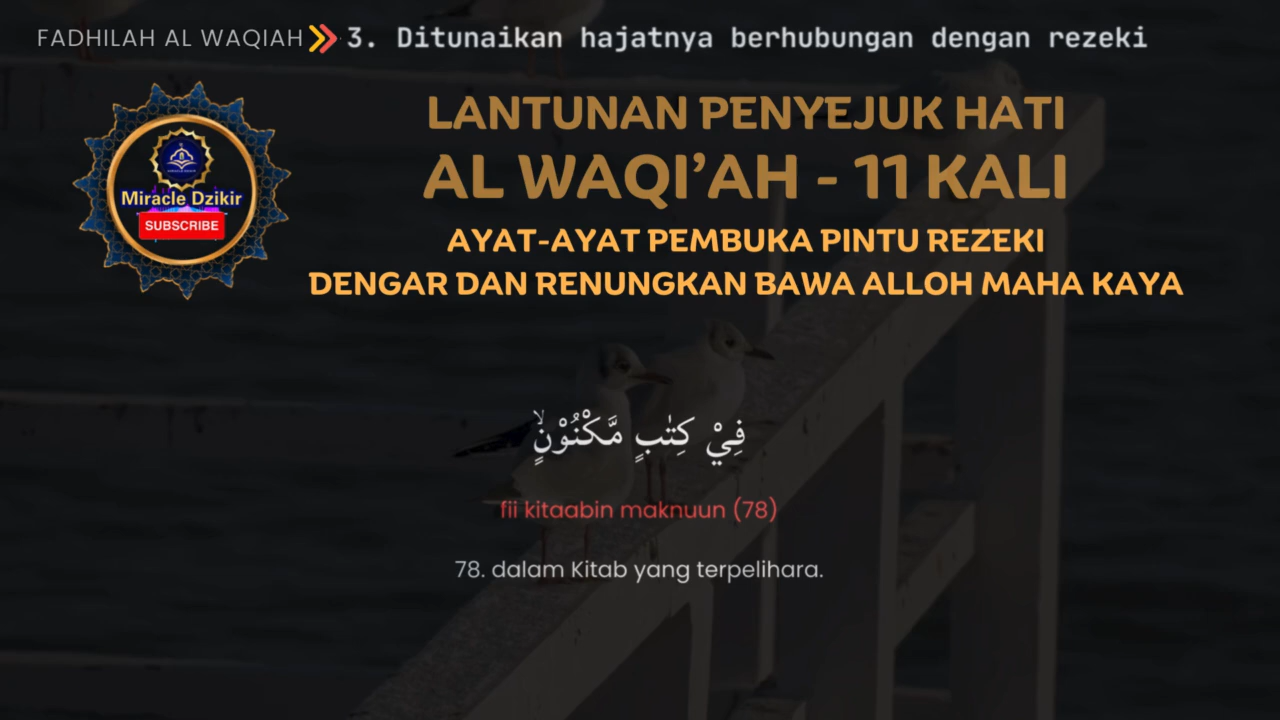 FADHILAH AL WAQIAH
3. Ditunaikan hajatnya berhubungan dengan rezeki
LANTUNAN PENYEJUK HATI
AL WAQI’AH - 11 KALI
AYAT-AYAT PEMBUKA PINTU REZEKI
DENGAR DAN RENUNGKAN BAWA ALLOH MAHA KAYA
Miracle Dzikir
SUBSCRIBE
فِيْ كِتٰبٍ مَّكْنُوْنٍۙ
fii kitaabin maknuun (78)
78. dalam Kitab yang terpelihara.